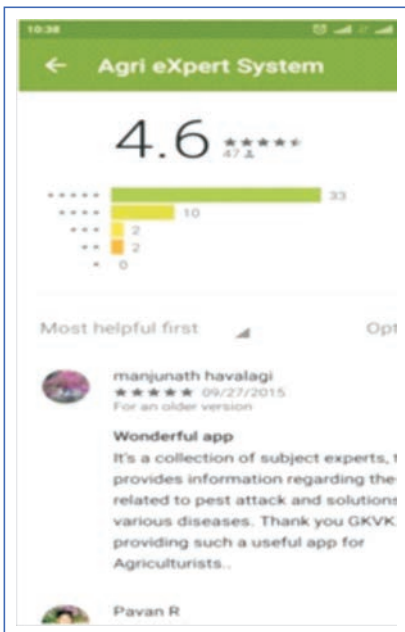 10:38
← Agri eXpert System
4.6 ★★★★★
47
★★★★★ 33
★★★★ 10
★★★ 2
★★ 2
★ 0
Most helpful first Opt
manjunath havalagi
★★★★★ 09/27/2015
For an older version
Wonderful app
It's a collection of subject experts, t
provides information regarding the
related to pest attack and solutions
various diseases. Thank you GKVK
providing such a useful app for
Agriculturists..
Pavan R